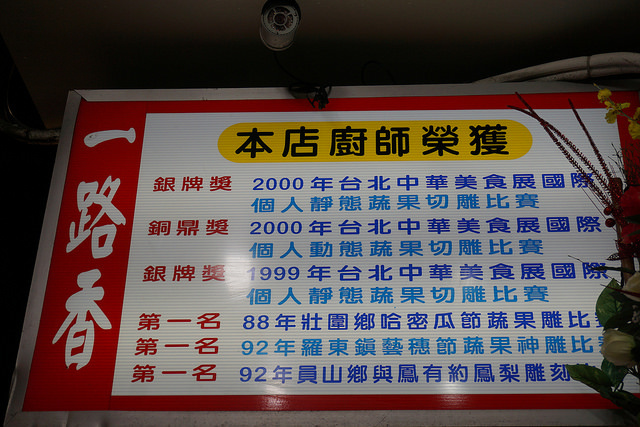 一路香
本店廚師榮獲
銀牌獎 2000年台北中華美食展國際
個人靜態蔬果切雕比賽
銅鼎獎 2000年台北中華美食展國際
個人動態蔬果切雕比賽
銀牌獎 1999年台北中華美食展國際
個人靜態蔬果切雕比賽
第一名 88年壯圍鄉哈密瓜節蔬果雕比
第一名 92年羅東鎮藝穗節蔬果神雕比
第一名 92年員山鄉與鳳有約鳳梨雕刻